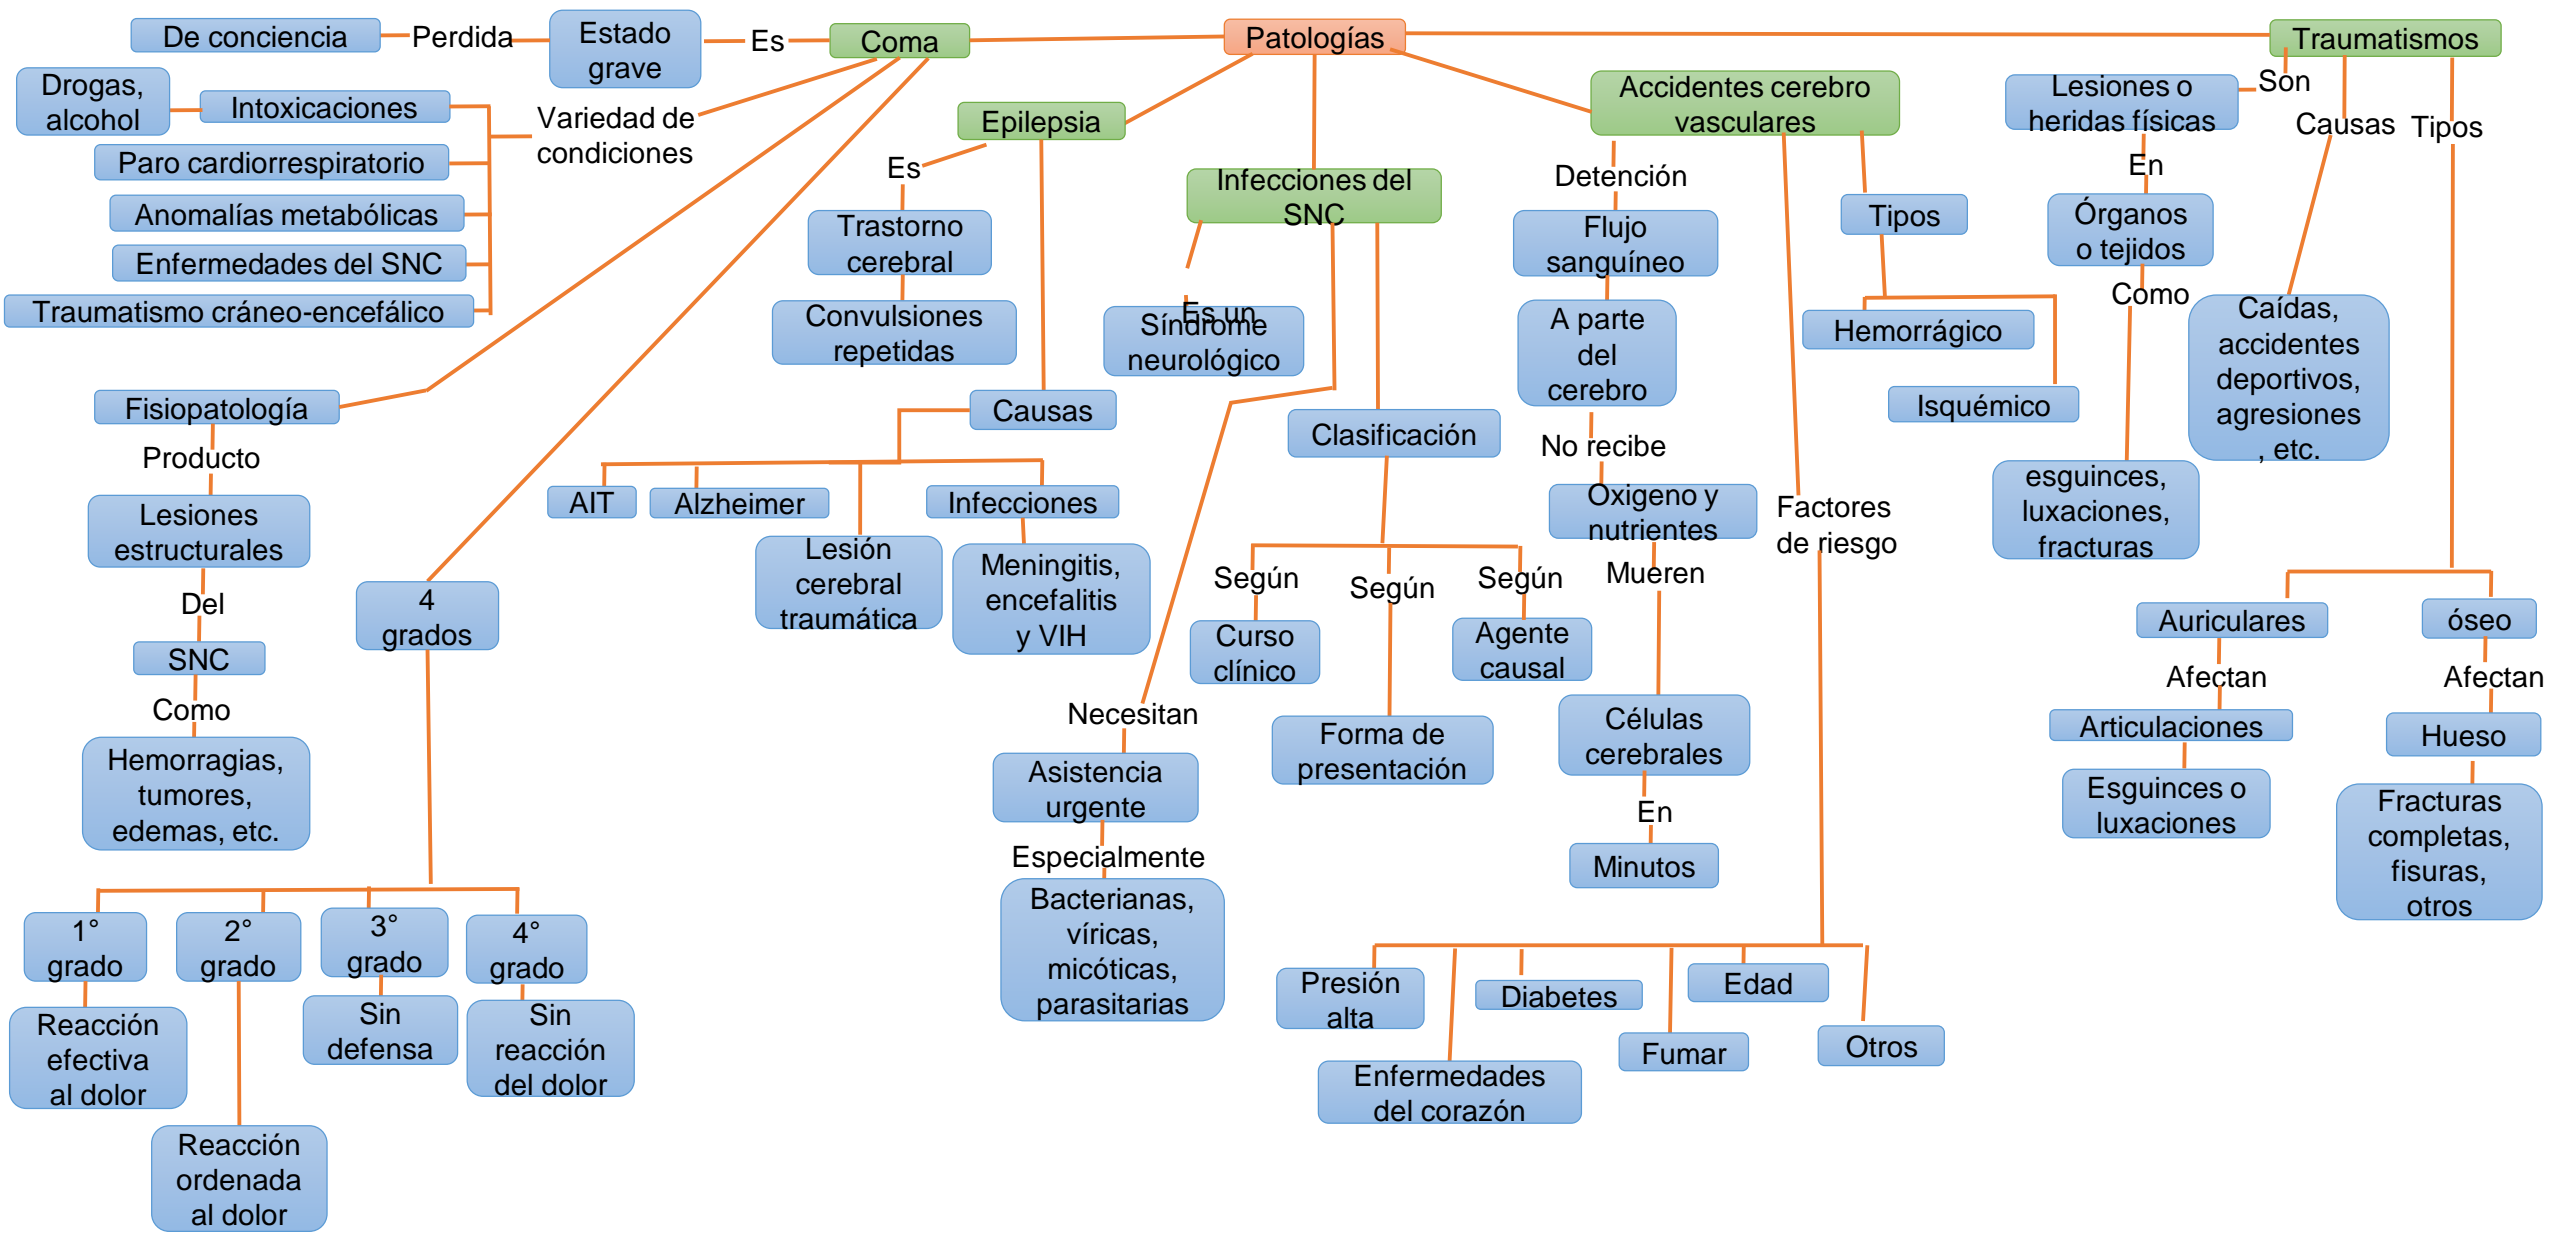 De conciencia
Perdida
Estado
grave
Es
Coma
Patologías
Traumatismos
Drogas,
alcohol
Intoxicaciones
Paro cardiorrespiratorio
Anomalías metabólicas
Enfermedades del SNC
Traumatismo cráneo-encefálico
Variedad de
condiciones
Fisiopatología
Producto
Lesiones
estructurales
Del
SNC
Como
Hemorragias,
tumores,
edemas, etc.
4
grados
1°
grado
2°
grado
3°
grado
4°
grado
Reacción
efectiva
al dolor
Reacción
ordenada
al dolor
Sin
defensa
Sin
reacción
del dolor
Epilepsia
Es
Trastorno
cerebral
Convulsiones
repetidas
Causas
AIT
Alzheimer
Lesión
cerebral
traumática
Infecciones
Meningitis,
encefalitis
y VIH
Infecciones del
SNC
Es un
Síndrome
neurológico
Necesitan
Asistencia
urgente
Especialmente
Bacterianas,
víricas,
micóticas,
parasitarias
Clasificación
Según
Curso
clínico
Según
Forma de
presentación
Según
Agente
causal
Accidentes cerebro
vasculares
Detención
Flujo
sanguíneo
A parte
del
cerebro
No recibe
Oxigeno y
nutrientes
Mueren
Células
cerebrales
En
Minutos
Factores
de riesgo
Presión
alta
Enfermedades
del corazón
Diabetes
Fumar
Edad
Otros
Tipos
Hemorrágico
Isquémico
Son
Lesiones o
heridas físicas
En
Órganos
o tejidos
Como
esguinces,
luxaciones,
fracturas
Causas
Caídas,
accidentes
deportivos,
agresiones
, etc.
Tipos
Auriculares
Afectan
Articulaciones
Esguinces o
luxaciones
óseo
Afectan
Hueso
Fracturas
completas,
fisuras,
otros